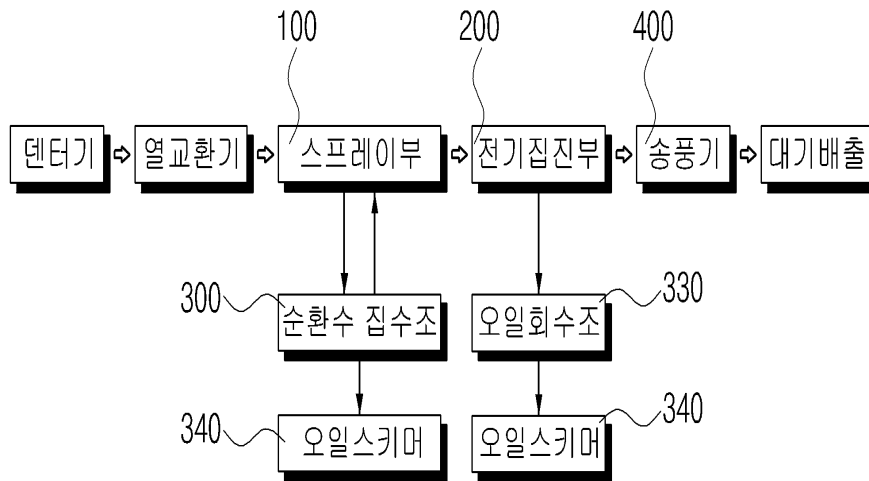 100
200
400
덴터기
열교환기
스프레이부
전기집진부
송풍기
대기배출
300
330
순환수 집수조
오일회수조
340
340
오일스키머
오일스키머